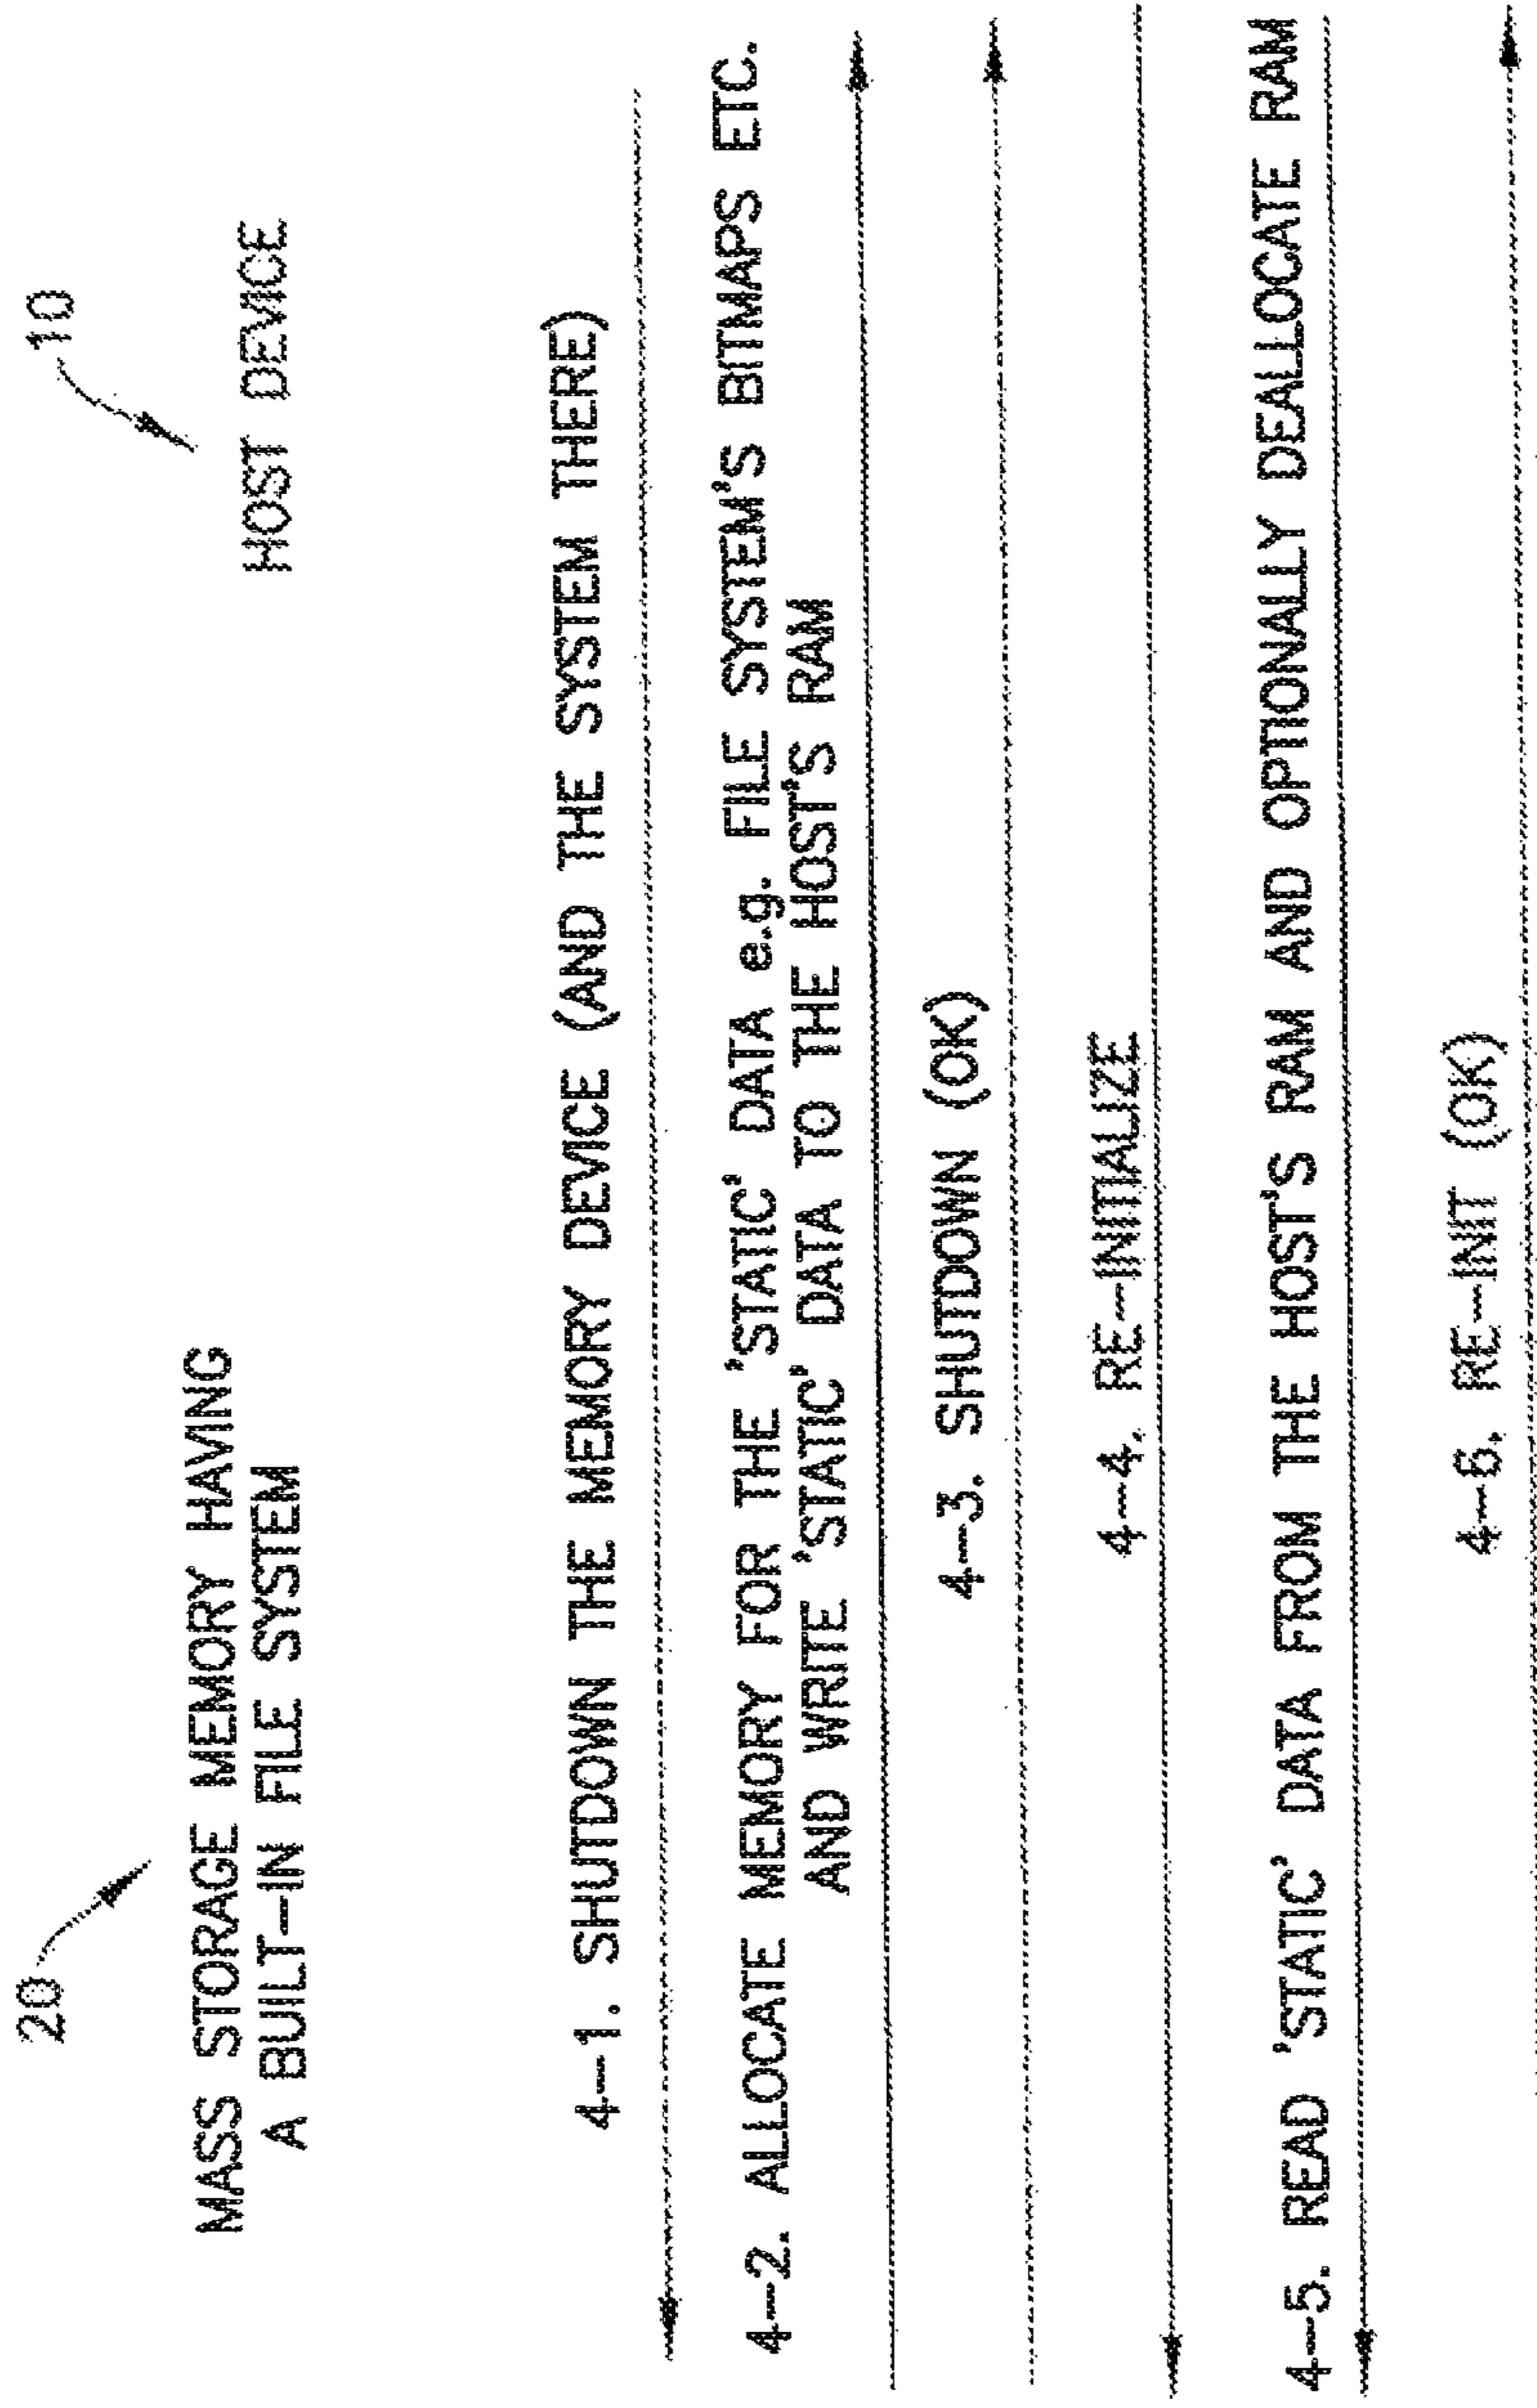 20
10
MASS STORAGE MEMORY HAVING
A BUILT-IN FILE SYSTEM
HOST DEVICE
4-1. SHUTDOWN THE MEMORY DEVICE (AND THE SYSTEM THERE)
4-2. ALLOCATE MEMORY FOR THE 'STATIC' DATA e.g. FILE SYSTEM'S BITMAPS ETC.
AND WRITE 'STATIC' DATA TO THE HOST'S RAM
4-3. SHUTDOWN (OK)
4-4. RE-INITIALIZE
4-5. READ 'STATIC' DATA FROM THE HOST'S RAM AND OPTIONALLY DEALLOCATE RAM
4-6. RE-INIT (OK)